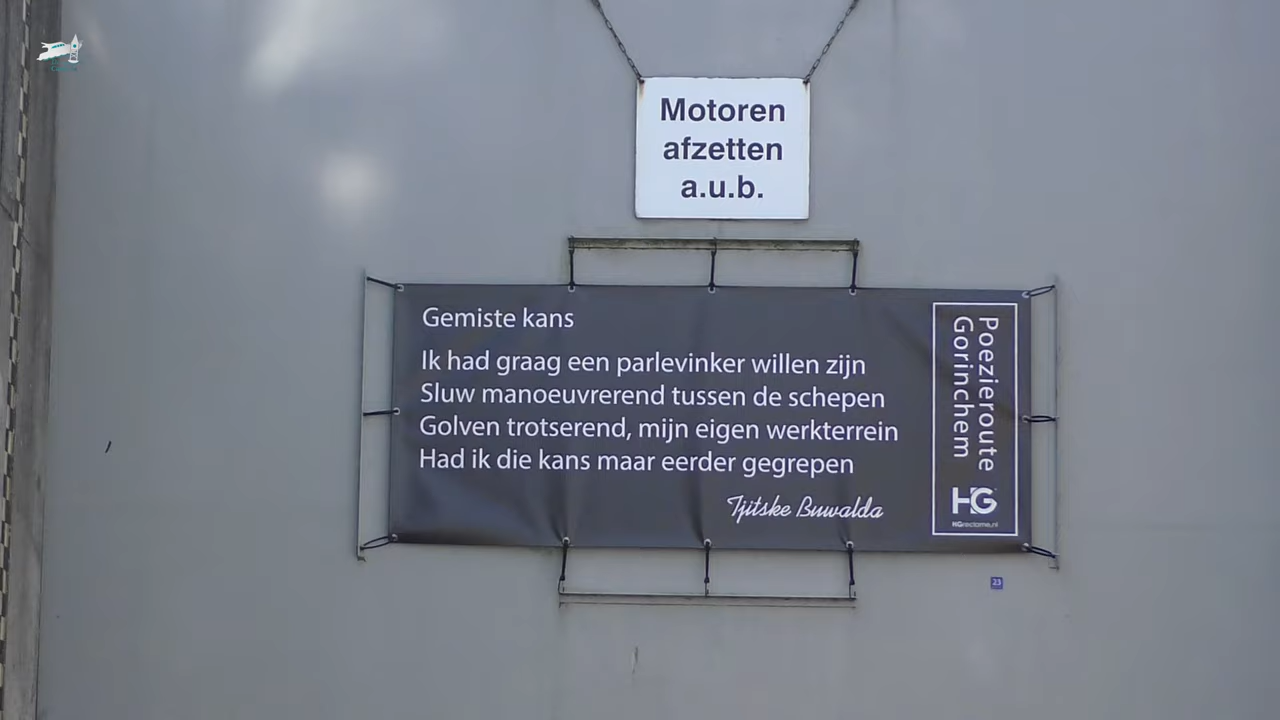 Motoren
afzetten
a.u.b.
Gemiste kans
Ik had graag een parlevinker willen zijn
Sluw manoeuvrerend tussen de schepen
Golven trotserend, mijn eigen werkterrein
Had ik die kans maar eerder gegrepen
Tjitske Buwalda
Poezieroute
Gorinchem
HG
HGreclame.nl
23